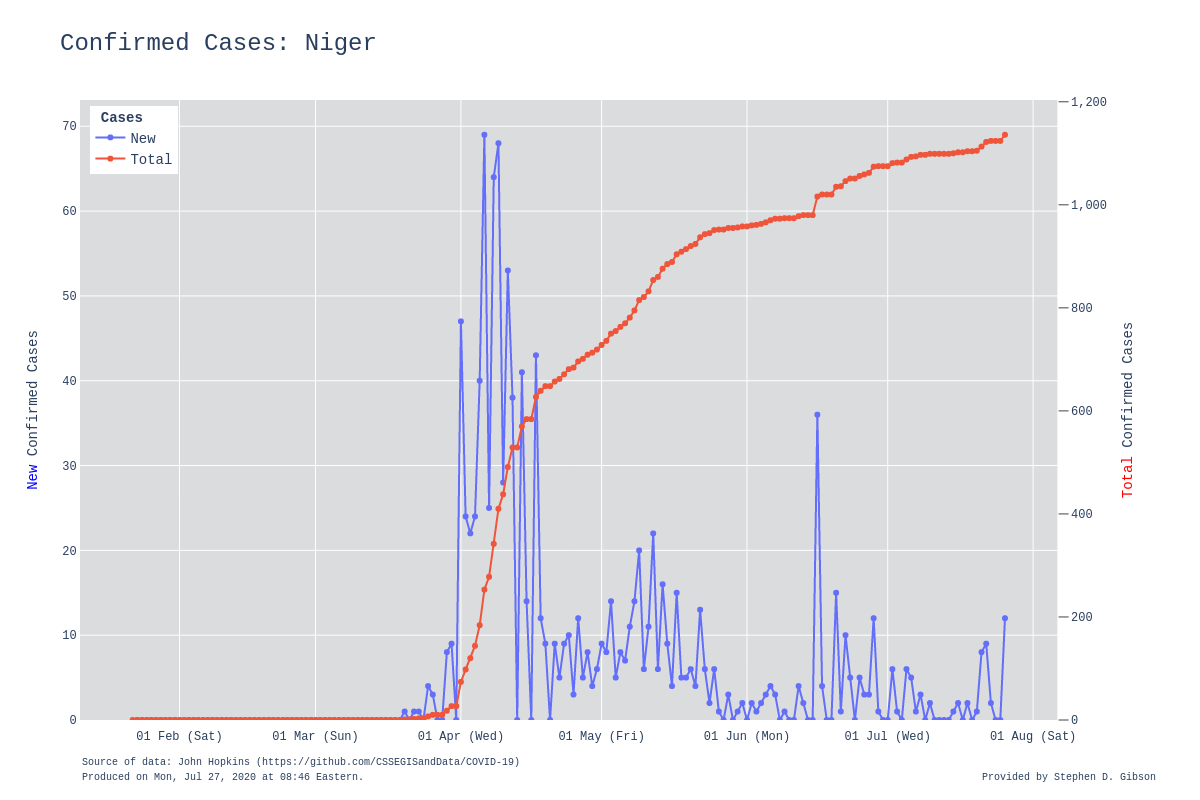 Confirmed Cases: Niger
Cases
New
Total
70
60
50
40
30
20
10
0
1,200
1,000
800
600
400
200
0
New Confirmed Cases
Total Confirmed Cases
01 Feb (Sat)
01 Mar (Sun)
01 Apr (Wed)
01 May (Fri)
01 Jun (Mon)
01 Jul (Wed)
01 Aug (Sat)
Source of data: John Hopkins (https://github.com/CSSEGISandData/COVID-19)
Produced on Mon, Jul 27, 2020 at 08:46 Eastern.
Provided by Stephen D. Gibson